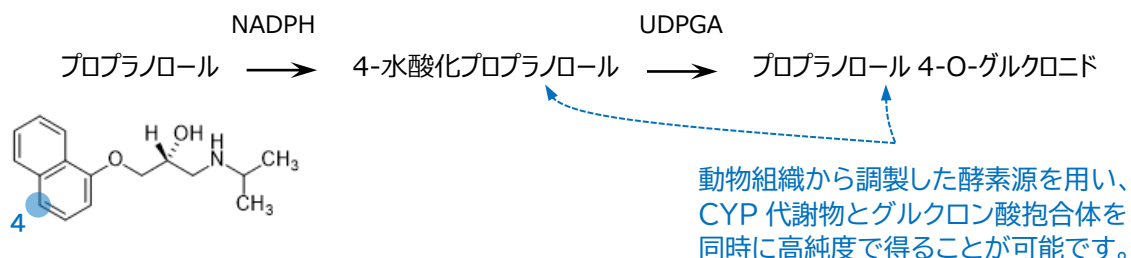 NADPH
UDPGA
プロプラノロール
4-水酸化プロプラノロール
プロプラノロール 4-O-グルクロニド
H
OH
H
O
N
CH3
CH3
4
動物組織から調製した酵素源を用い、
CYP 代謝物とグルクロン酸抱合体を
同時に高純度で得ることが可能です。